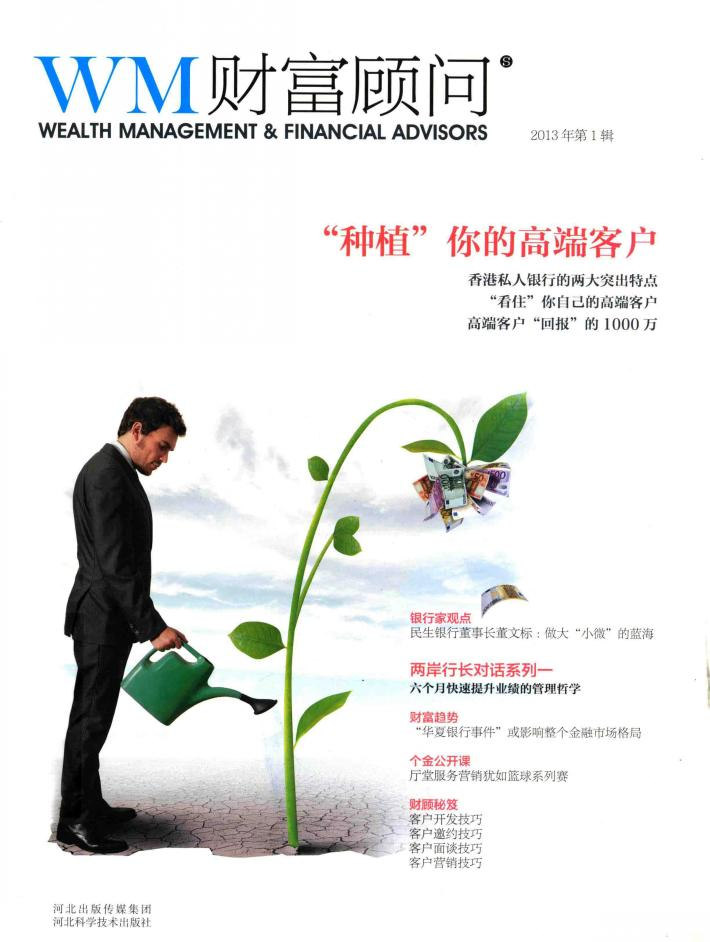 WM财富顾问Ⓢ
WEALTH MANAGEMENT & FINANCIAL ADVISORS
2013年第1辑
“种植”你的高端客户
香港私人银行的两大突出特点
“看住”你自己的高端客户
高端客户“回报”的1000万
500
50
银行家观点
民生银行董事长董文标：做大“小微”的蓝海
两岸行长对话系列一
六个月快速提升业绩的管理哲学
财富趋势
“华夏银行事件”或影响整个金融市场格局
个金公开课
厅堂服务营销犹如篮球系列赛
财顾秘笈
客户开发技巧
客户邀约技巧
客户面谈技巧
客户营销技巧
河北出版传媒集团
河北科学技术出版社